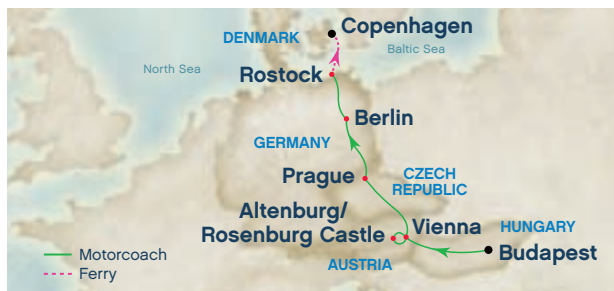 Copenhagen
DENMARK
Baltic Sea
North Sea
Rostock
Berlin
GERMANY
Prague
CZECH
REPUBLIC
Altenburg/
Rosenburg Castle
Vienna
HUNGARY
Budapest
AUSTRIA
Motorcoach
Ferry